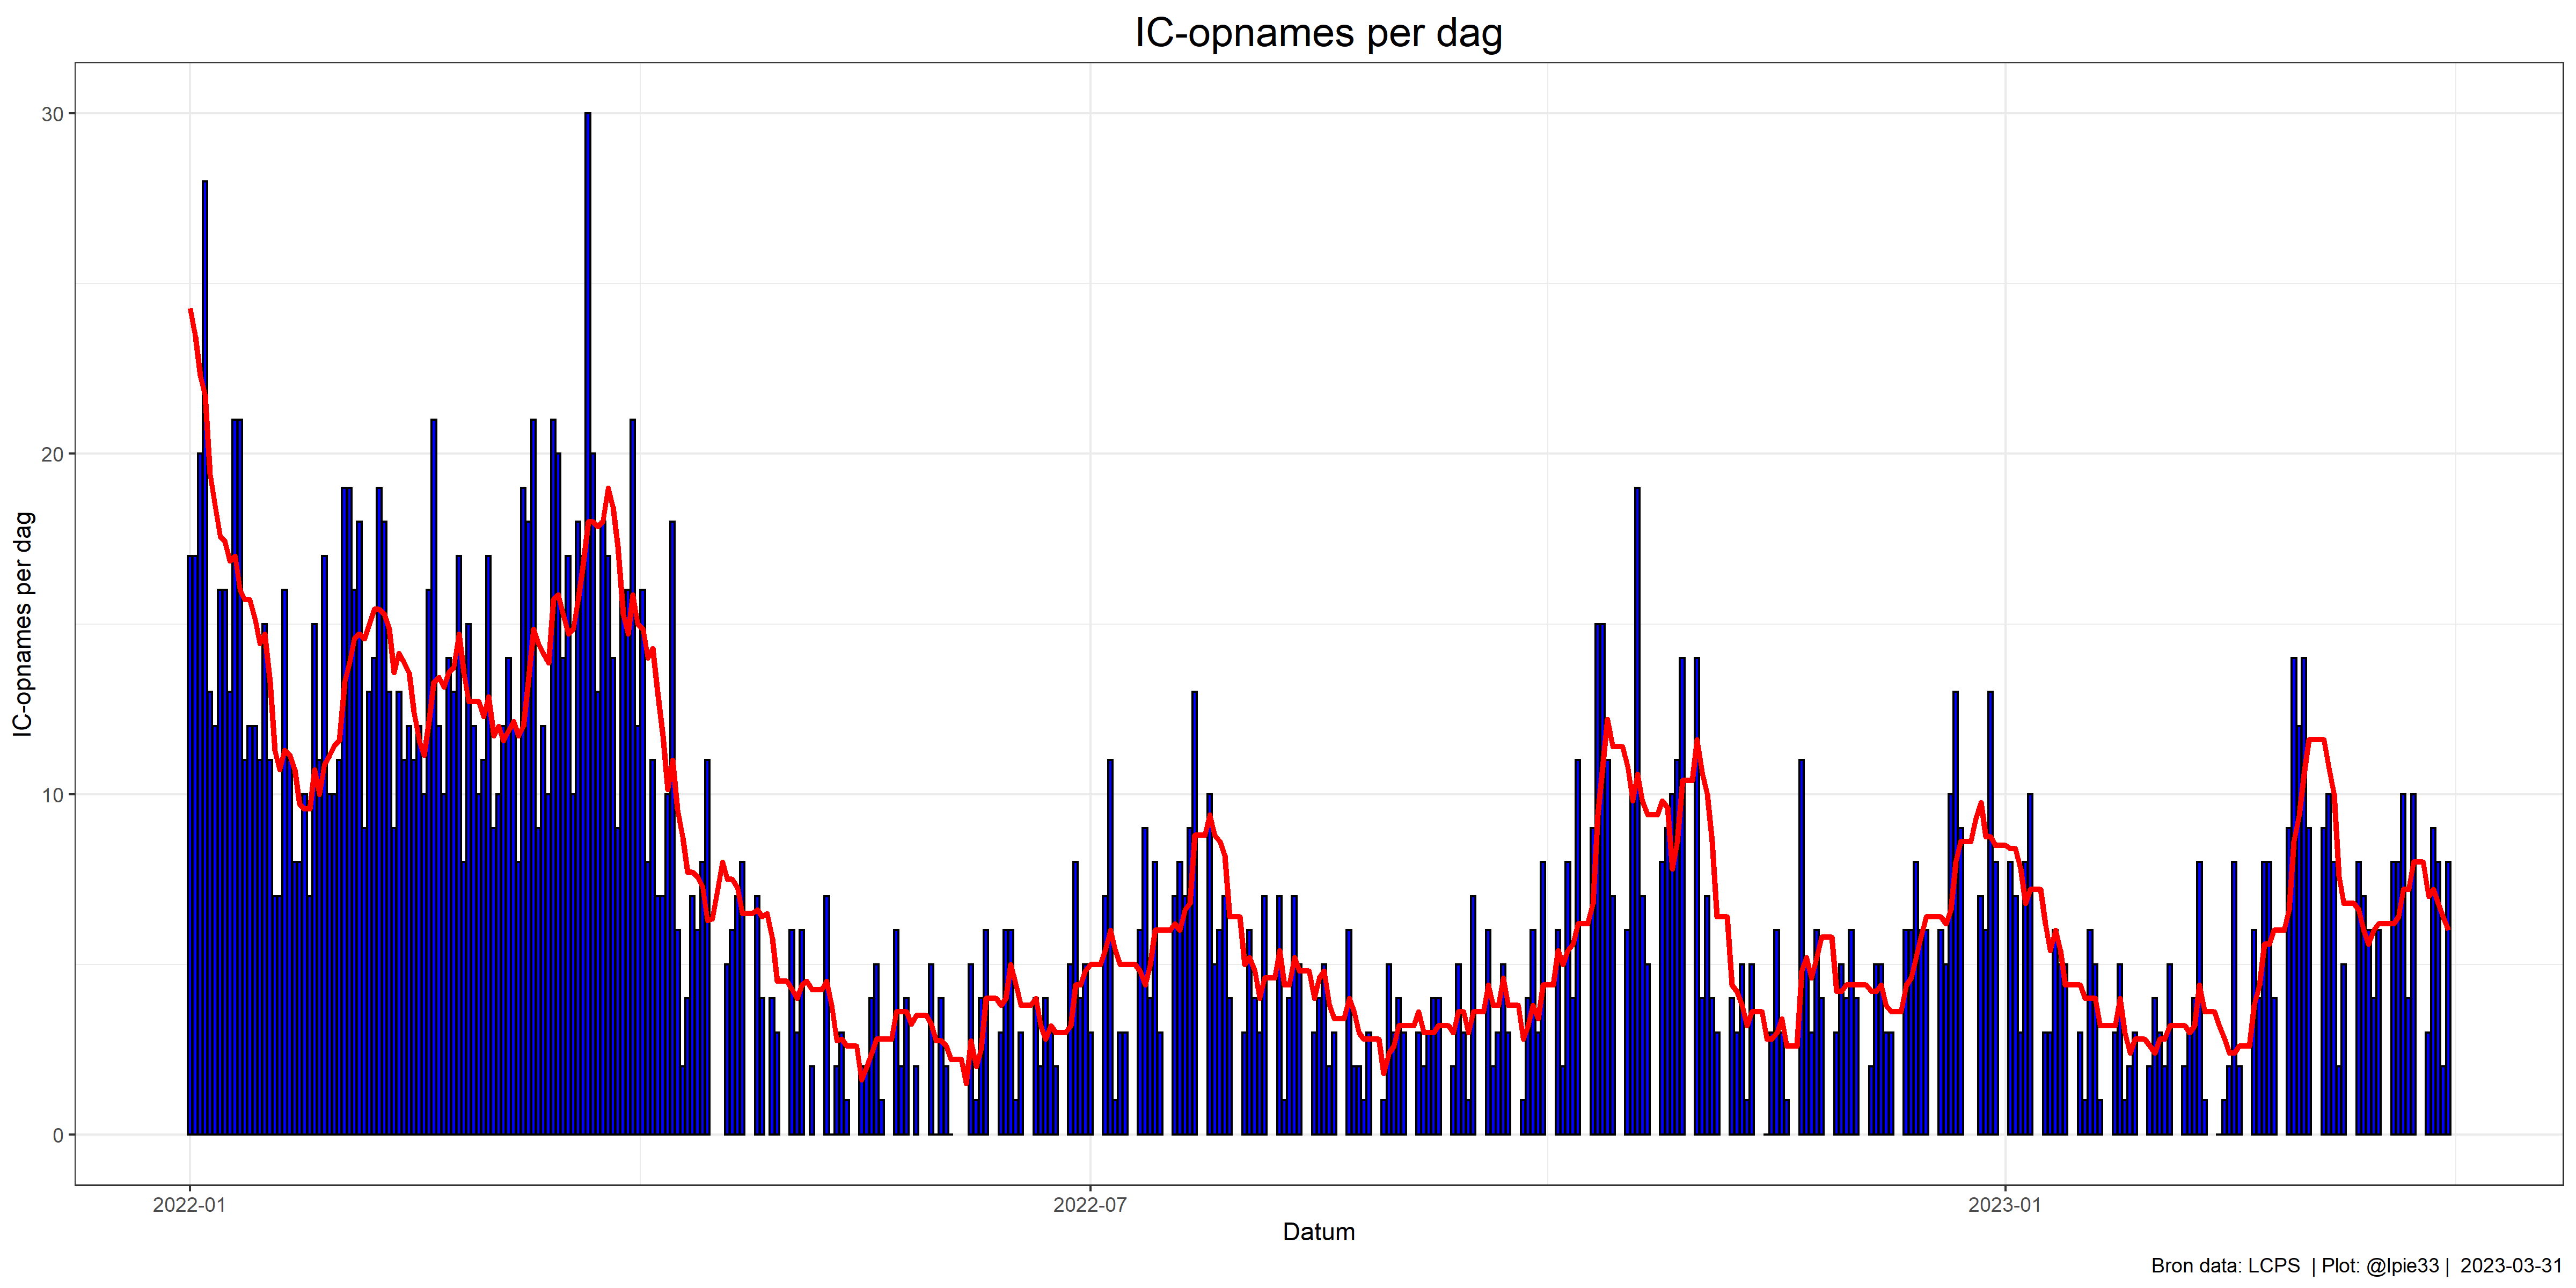 IC-opnames per dag
IC-opnames per dag
30
20
10
0
2022-01
2022-07
2023-01
Datum
Bron data: LCPS | Plot: @lpie33 | 2023-03-31